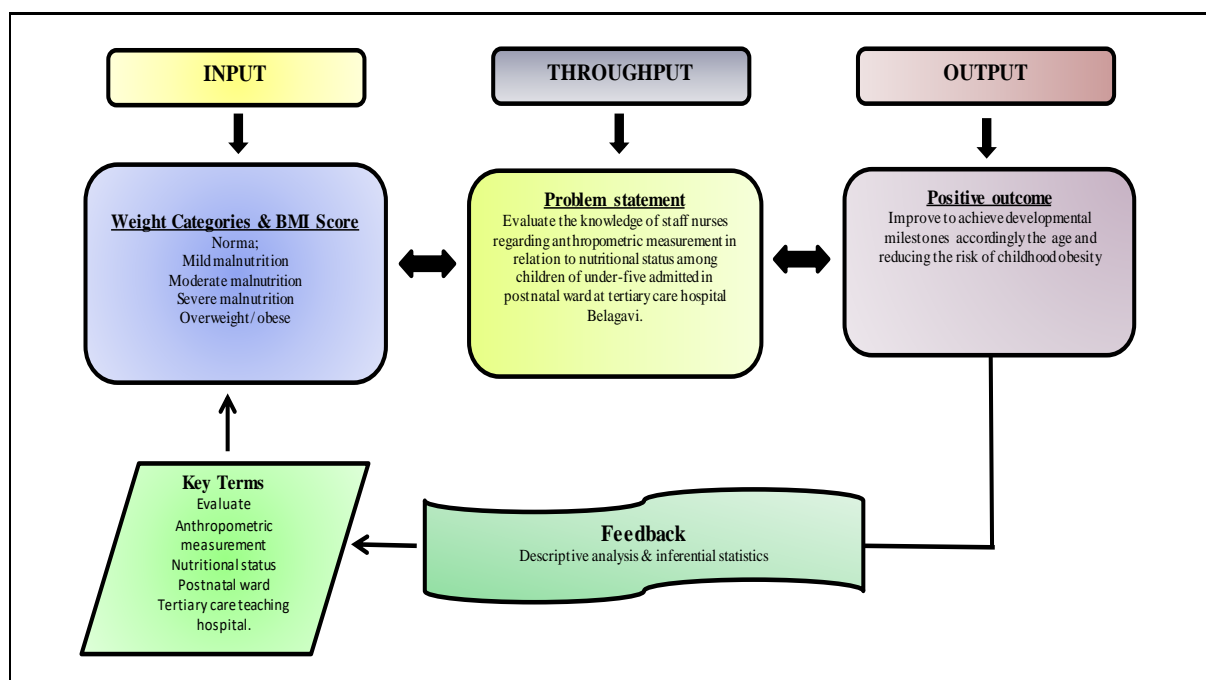 INPUT
THROUGHPUT
OUTPUT
Weight Categories & BMI Score
Norma;
Mild malnutrition
Moderate malnutrition
Severe malnutrition
Overweight/ obese
Problem statement
Evaluate the knowledge of staff nurses
regarding anthropometric measurement in
relation to nutritional status among
children of under-five admitted in
postnatal ward at tertiary care hospital
Belagavi.
Positive outcome
Improve to achieve developmental
milestones accordingly the age and
reducing the risk of childhood obesity
Key Terms
Evaluate
Anthropometric
measurement
Nutritional status
Postnatal ward
Tertiary care teaching
hospital.
Feedback
Descriptive analysis & inferential statistics